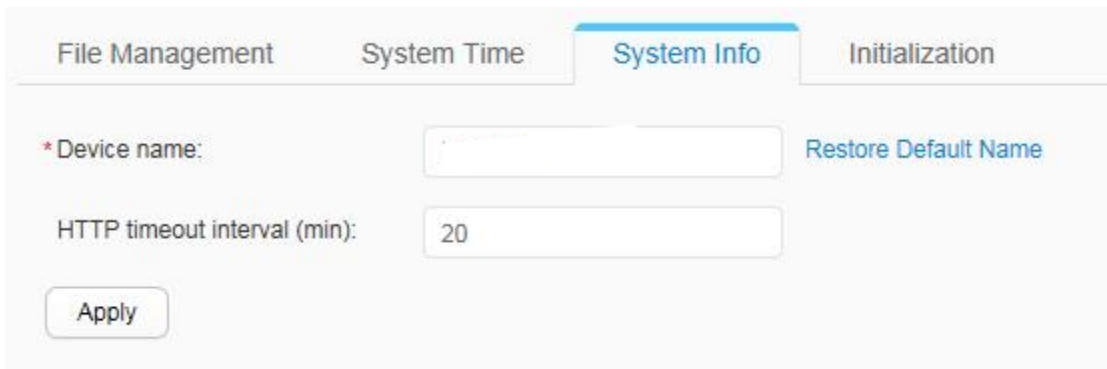 File Management System Time System Info Initialization
* Device name: Restore Default Name
HTTP timeout interval (min): 20
Apply